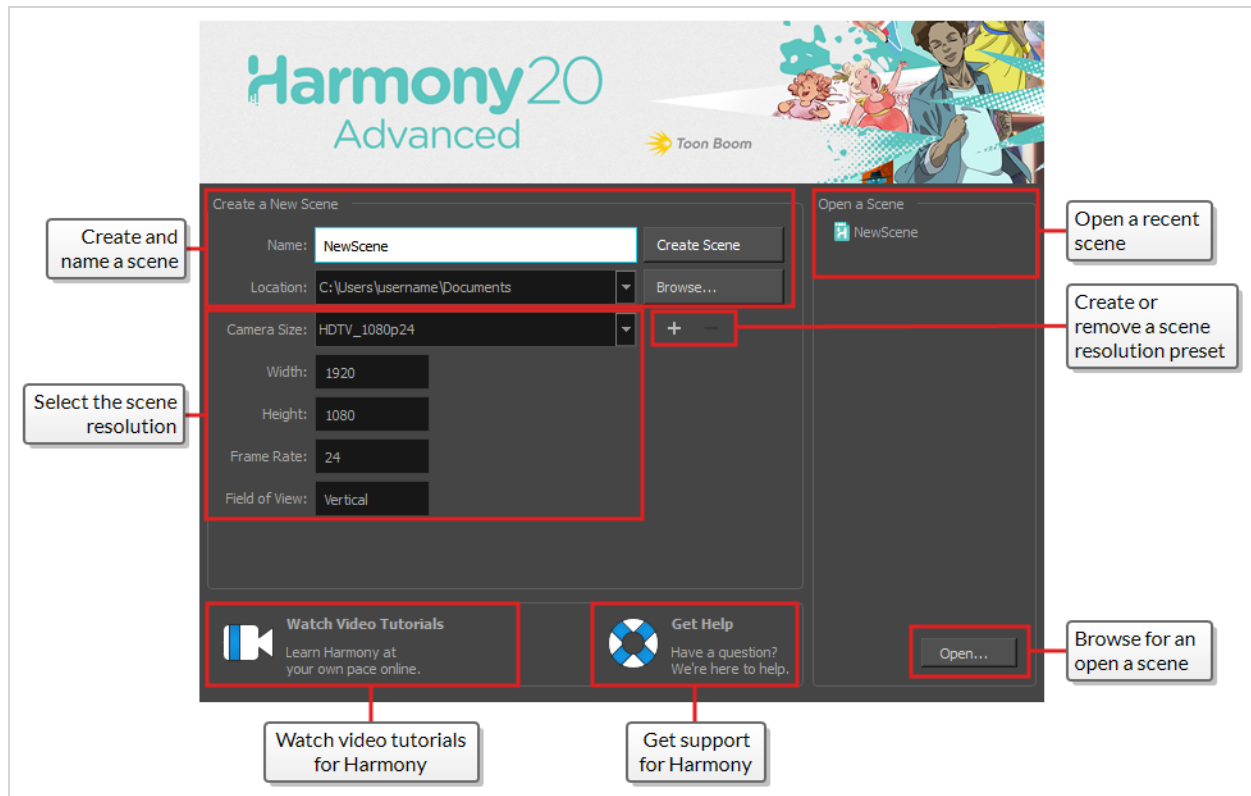 Harmony 20
Advanced
Toon Boom
Create a New Scene
Name: NewScene Create Scene
Location: C:\Users\username\Documents Browse...
Camera Size: HDTV_1080p24 + −
Width: 1920
Height: 1080
Frame Rate: 24
Field of View: Vertical
Open a Scene
NewScene
Open...
Watch Video Tutorials
Learn Harmony at
your own pace online.
Get Help
Have a question?
We're here to help.
Create and
name a scene
Select the scene
resolution
Open a recent
scene
Create or
remove a scene
resolution preset
Browse for an
open a scene
Watch video tutorials
for Harmony
Get support
for Harmony